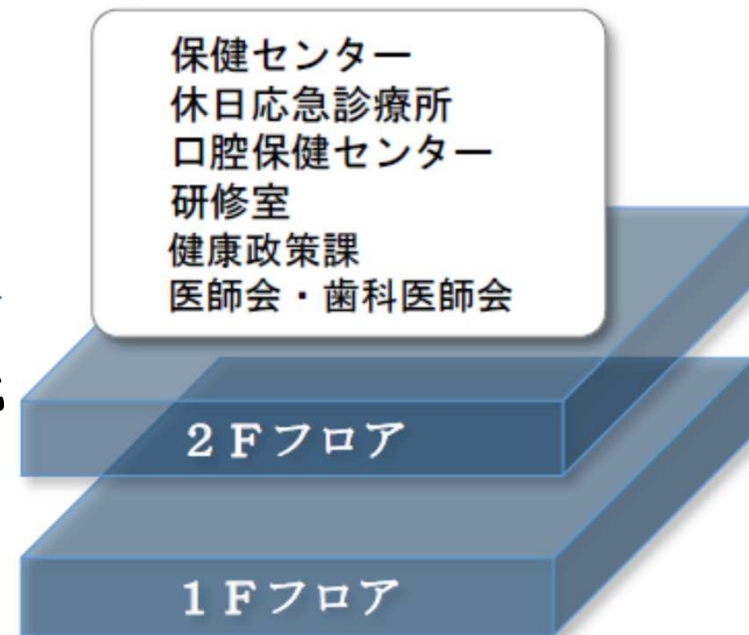 保健センター
休日応急診療所
口腔保健センター
研修室
健康政策課
医師会・歯科医師会
２Ｆフロア
１Ｆフロア